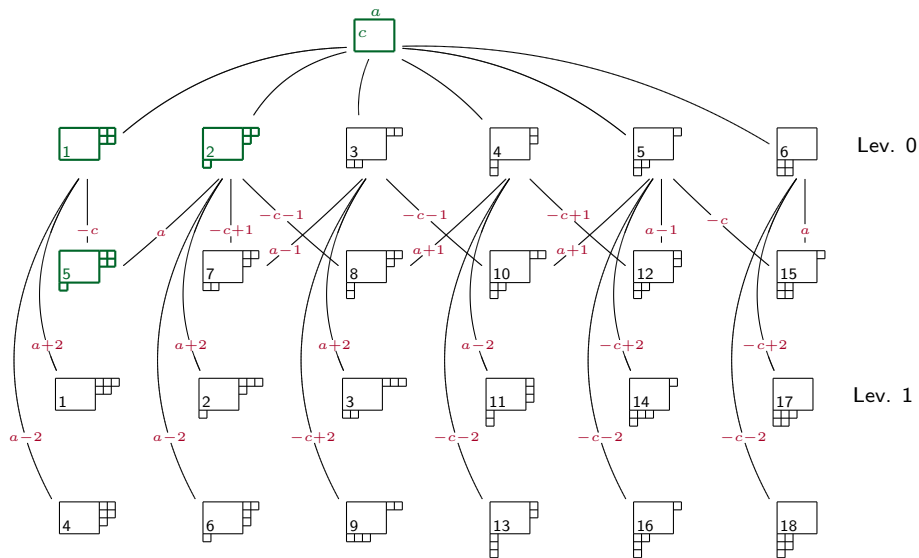 a
c
1 2 3 4 5 6 Lev. 0
−c a −c+1 −c−1 a−1 −c−1 a+1 −c+1 a+1 a−1 −c a
5 7 8 10 12 15
a+2 a+2 a+2 a−2 −c+2 −c+2
1 2 3 11 14 17 Lev. 1
a−2 a−2 −c+2 −c−2 −c−2 −c−2
4 6 9 13 16 18